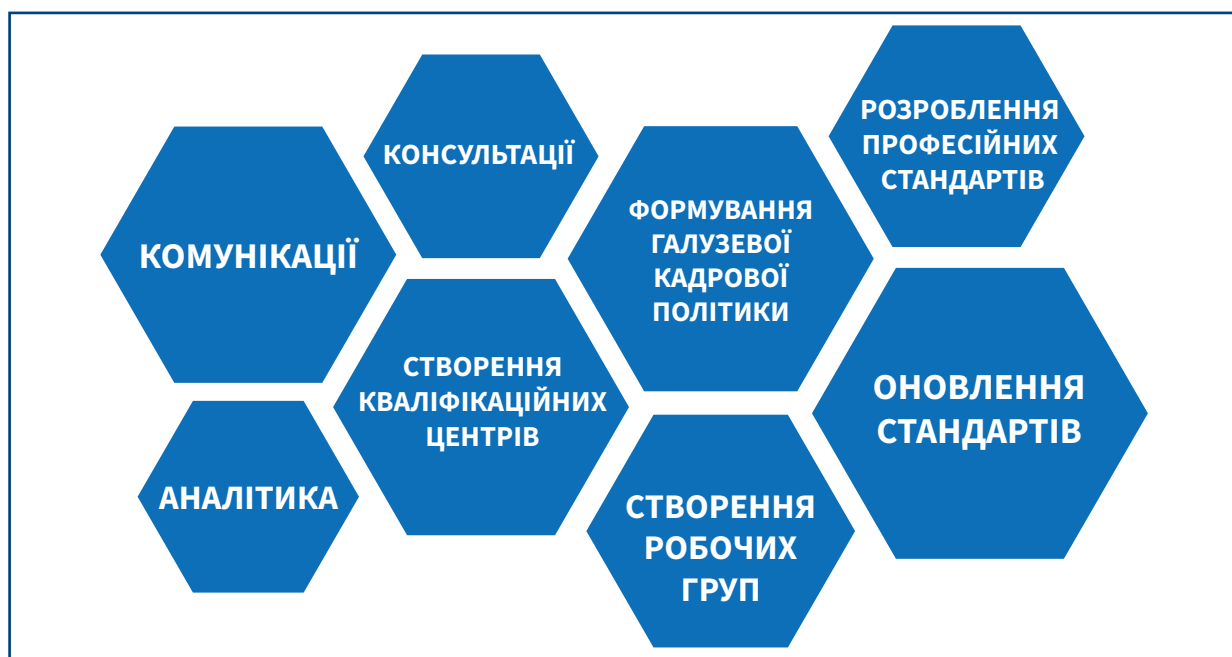 КОМУНІКАЦІЇ
КОНСУЛЬТАЦІЇ
ФОРМУВАННЯ
ГАЛУЗЕВОЇ
КАДРОВОЇ
ПОЛІТИКИ
РОЗРОБЛЕННЯ
ПРОФЕСІЙНИХ
СТАНДАРТІВ
АНАЛІТИКА
СТВОРЕННЯ
КВАЛІФІКАЦІЙНИХ
ЦЕНТРІВ
СТВОРЕННЯ
РОБОЧИХ
ГРУП
ОНОВЛЕННЯ
СТАНДАРТІВ